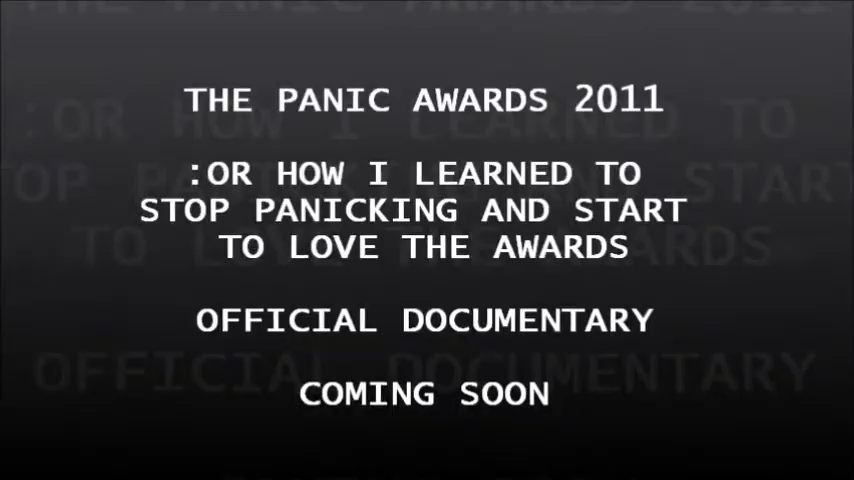 THE PANIC AWARDS 2011
:OR HOW I LEARNED TO
STOP PANICKING AND START
TO LOVE THE AWARDS
OFFICIAL DOCUMENTARY
COMING SOON